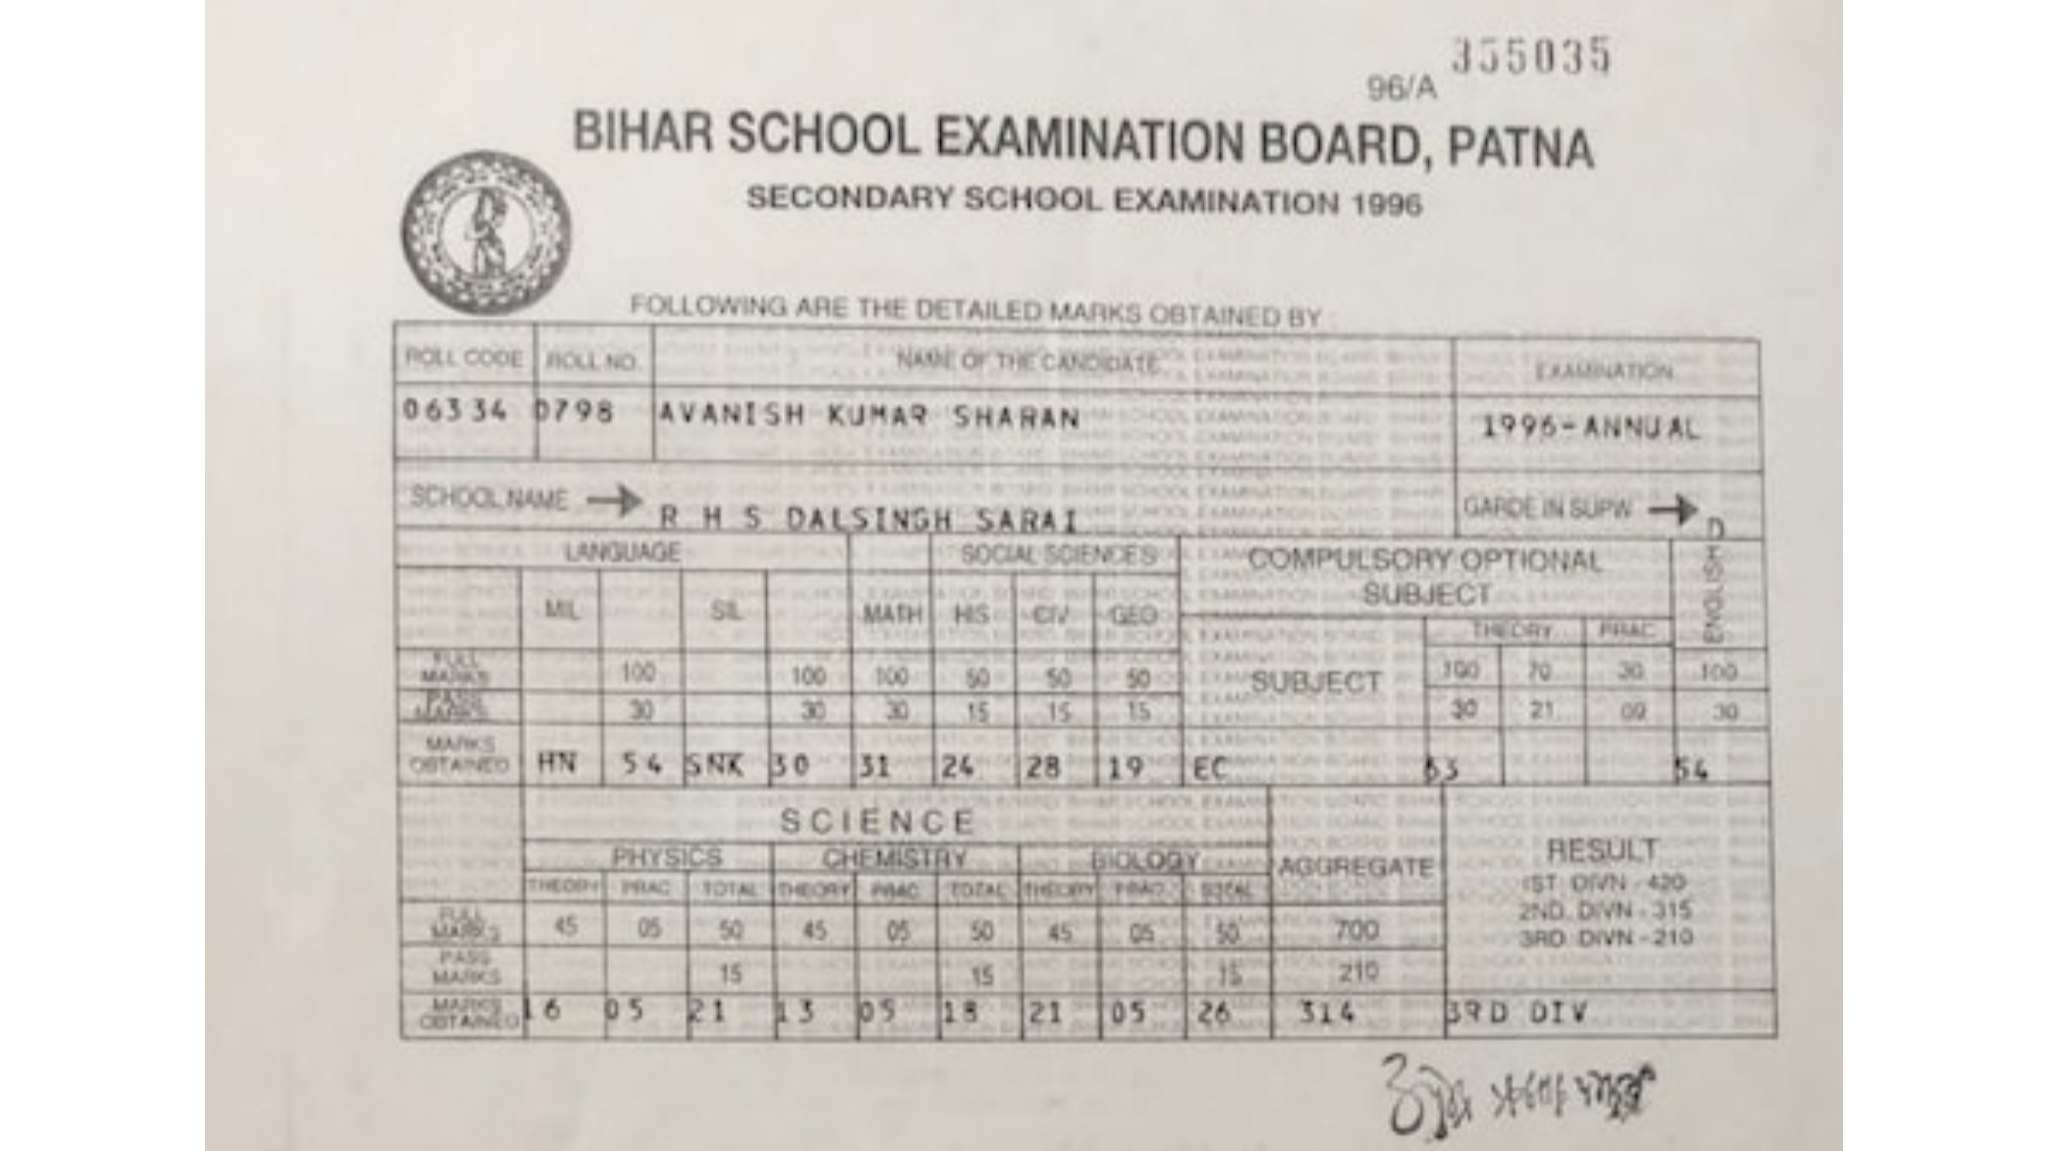 355035
96/A
BIHAR SCHOOL EXAMINATION BOARD, PATNA
SECONDARY SCHOOL EXAMINATION 1996
FOLLOWING ARE THE DETAILED MARKS OBTAINED BY :
ROLL CODE ROLL NO. NAME OF THE CANDIDATE EXAMINATION
06334 0798 AVANISH KUMAR SHARAN 1996-ANNUAL
SCHOOL NAME → R H S DALSINGH SARAI GARDE IN SUPW → D
LANGUAGE SOCIAL SCIENCES COMPULSORY OPTIONAL SUBJECT ENGLISH
MIL SIL MATH HIS CIV GEO SUBJECT THEORY PRAC
FULL MARKS 100 100 100 50 50 50 100 70 30 100
PASS MARKS 30 30 30 15 15 15 30 21 09 30
MARKS OBTAINED HN 54 SNK 30 31 24 28 19 EC 63 54
SCIENCE
PHYSICS CHEMISTRY BIOLOGY AGGREGATE RESULT
THEORY PRAC TOTAL THEORY PRAC TOTAL THEORY PRAC TOTAL
1ST. DIVN - 420
2ND. DIVN - 315
3RD. DIVN - 210
FULL MARKS 45 05 50 45 05 50 45 05 50 700
PASS MARKS 15 15 15 210
MARKS OBTAINED 16 05 21 13 05 18 21 05 26 314 3RD DIV